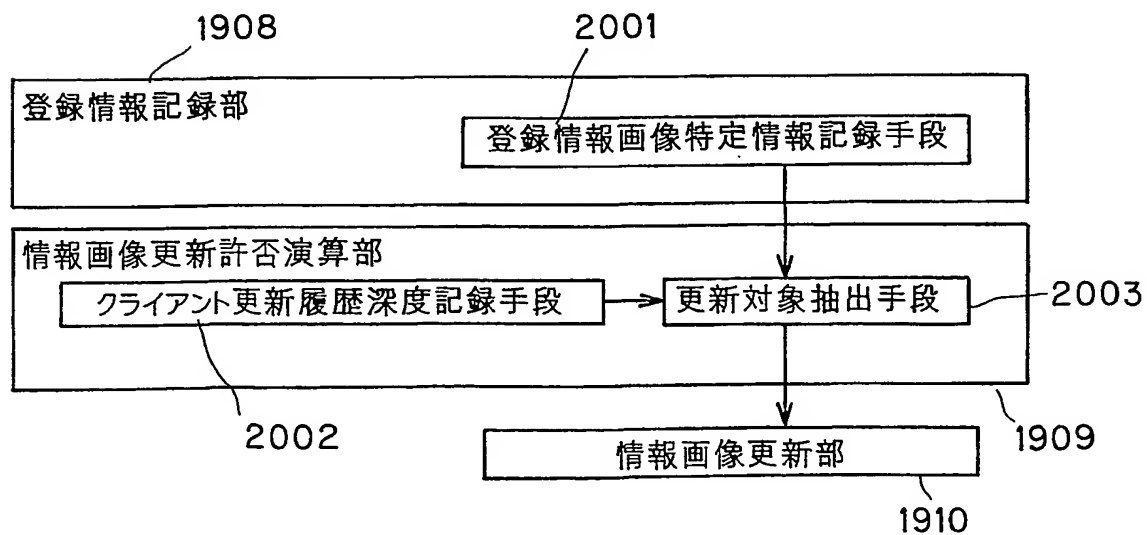 1908
2001
登録情報記録部
登録情報画像特定情報記録手段
情報画像更新許否演算部
クライアント更新履歴深度記録手段
更新対象抽出手段
2003
2002
1909
情報画像更新部
1910